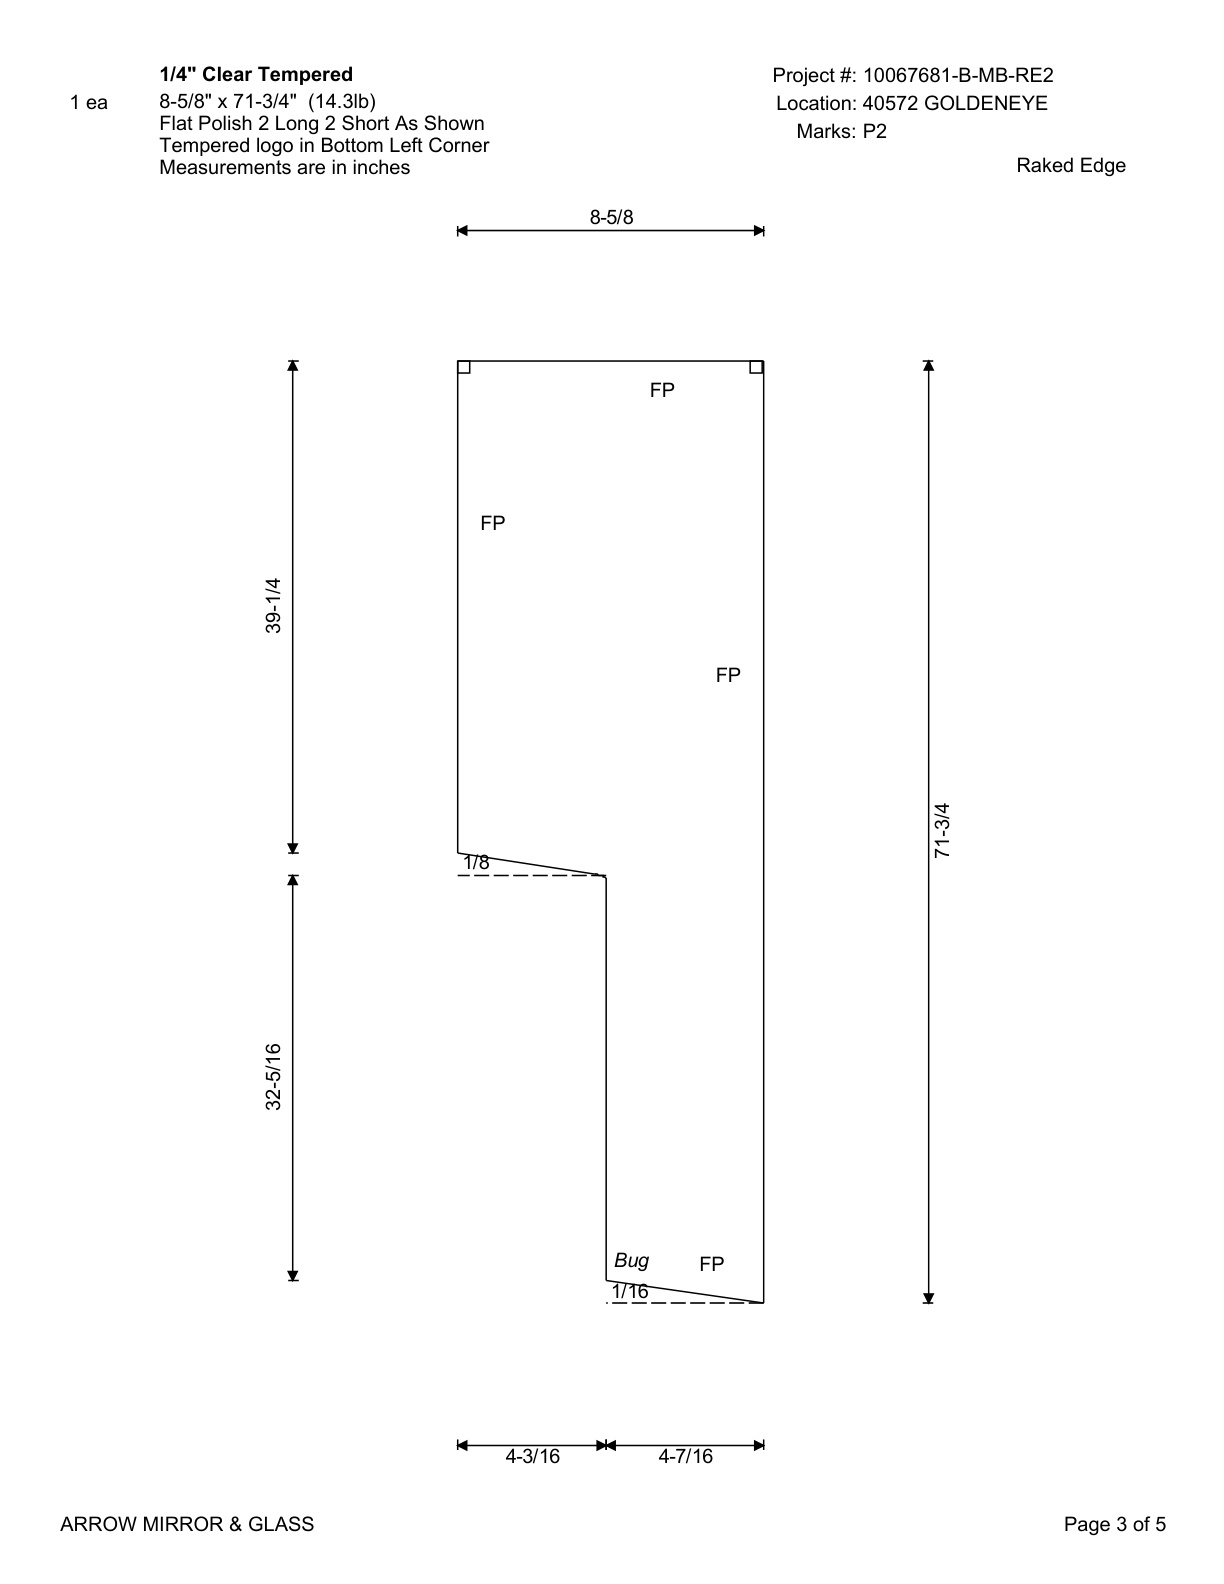 1/4" Clear Tempered
1 ea
8-5/8" x 71-3/4" (14.3lb)
Flat Polish 2 Long 2 Short As Shown
Tempered logo in Bottom Left Corner
Measurements are in inches
Project #: 10067681-B-MB-RE2
Location: 40572 GOLDENEYE
Marks: P2
Raked Edge
8-5/8
FP
FP
39-1/4
FP
71-3/4
1/8
32-5/16
Bug
FP
1/16
4-3/16
4-7/16
ARROW MIRROR & GLASS
Page 3 of 5